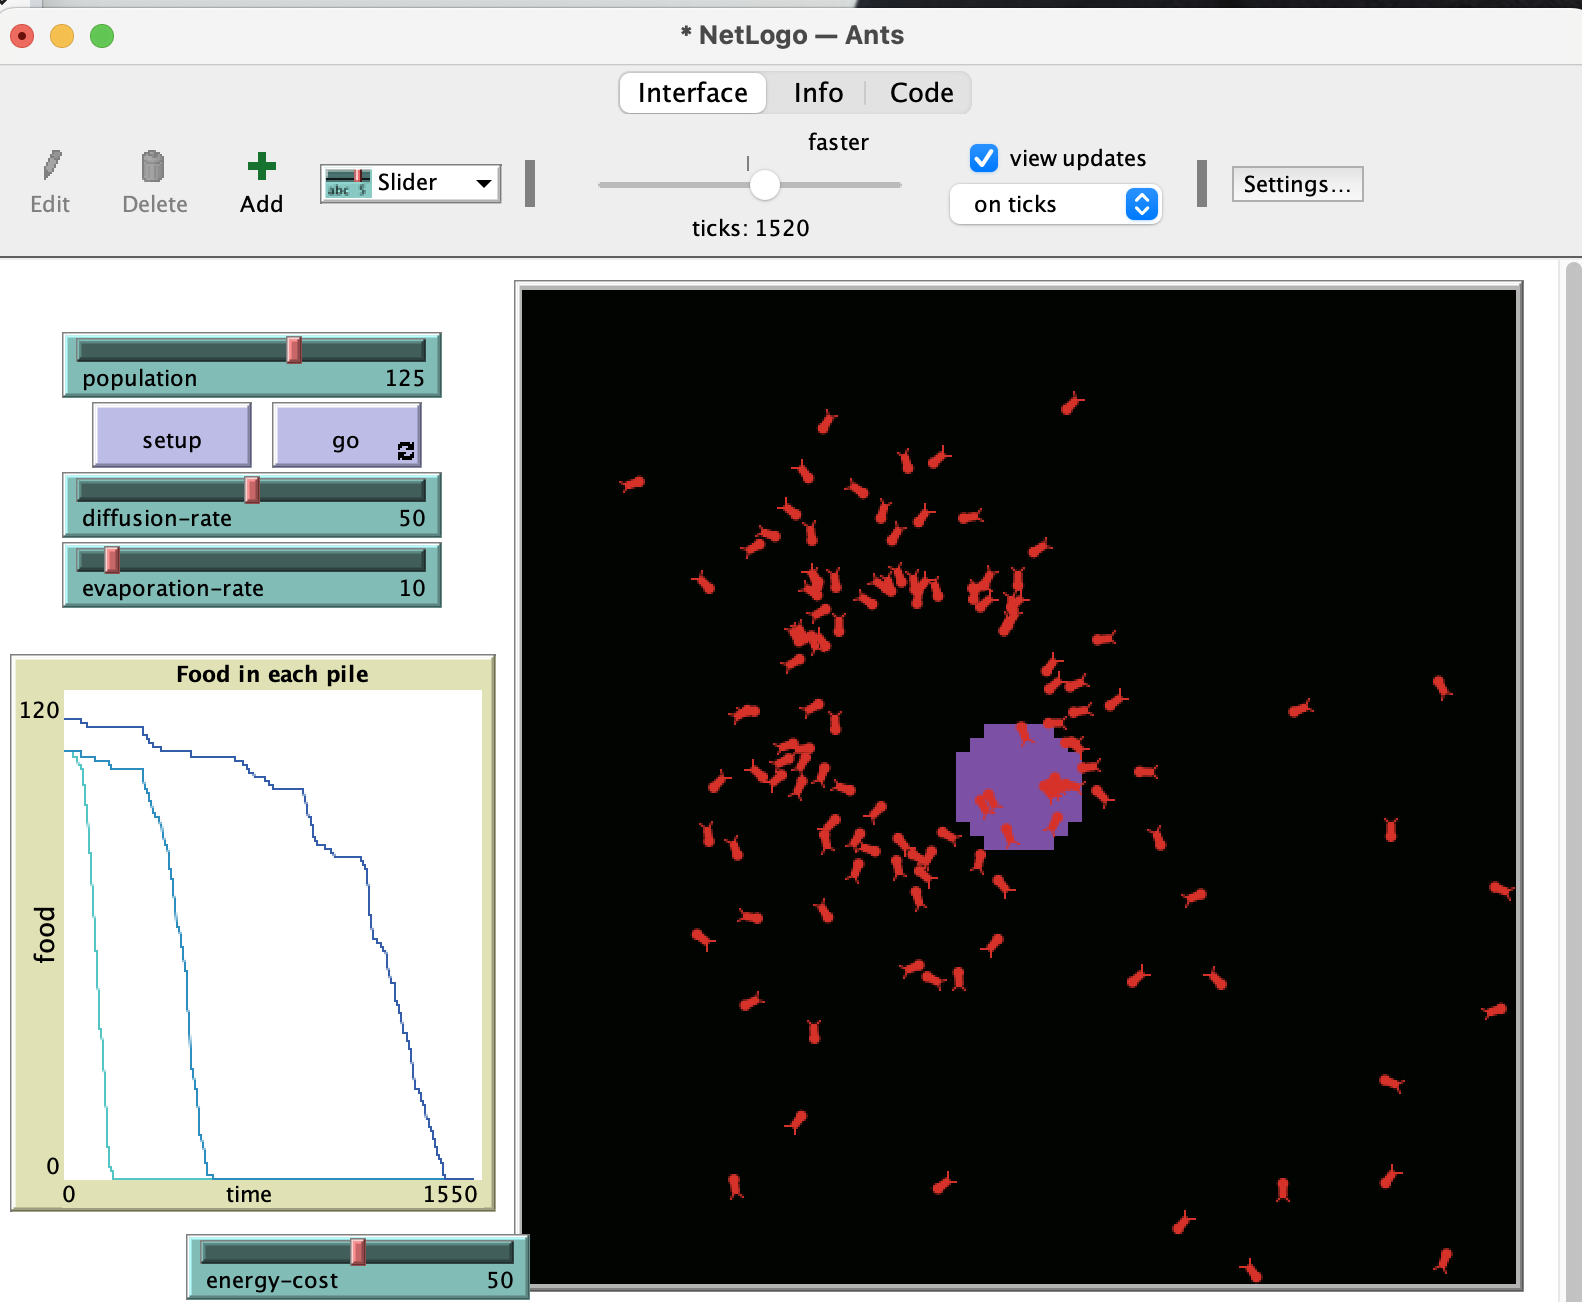 * NetLogo — Ants
Interface Info Code
Edit Delete Add
abc 5 Slider
faster
ticks: 1520
view updates
on ticks
Settings...
population 125
setup go
diffusion-rate 50
evaporation-rate 10
Food in each pile
120
food
0
0 time 1550
energy-cost 50